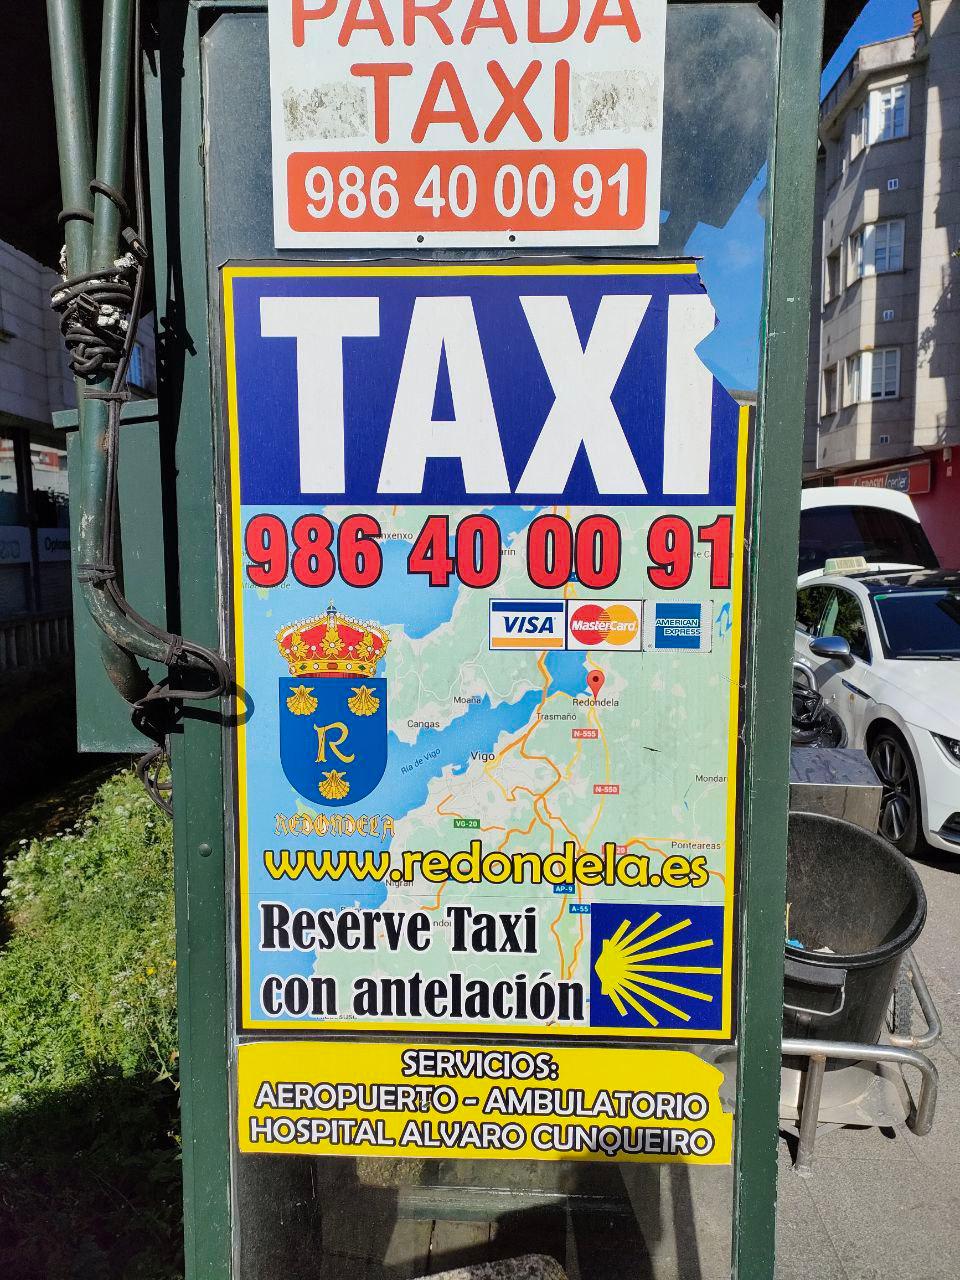 PARADA
TAXI
986 40 00 91
TAXI
986 40 00 91
VISA MasterCard AMERICAN EXPRESS
Redondela
Moaña
Trasmañó
Cangas
N-555
Ría de Vigo
Vigo
N-550
VG-20
Ponteareas
R
REDONDELA
www.redondela.es
Nigrán
AP-9
A-55
Reserve Taxi
con antelación
SERVICIOS:
AEROPUERTO - AMBULATORIO
HOSPITAL ALVARO CUNQUEIRO